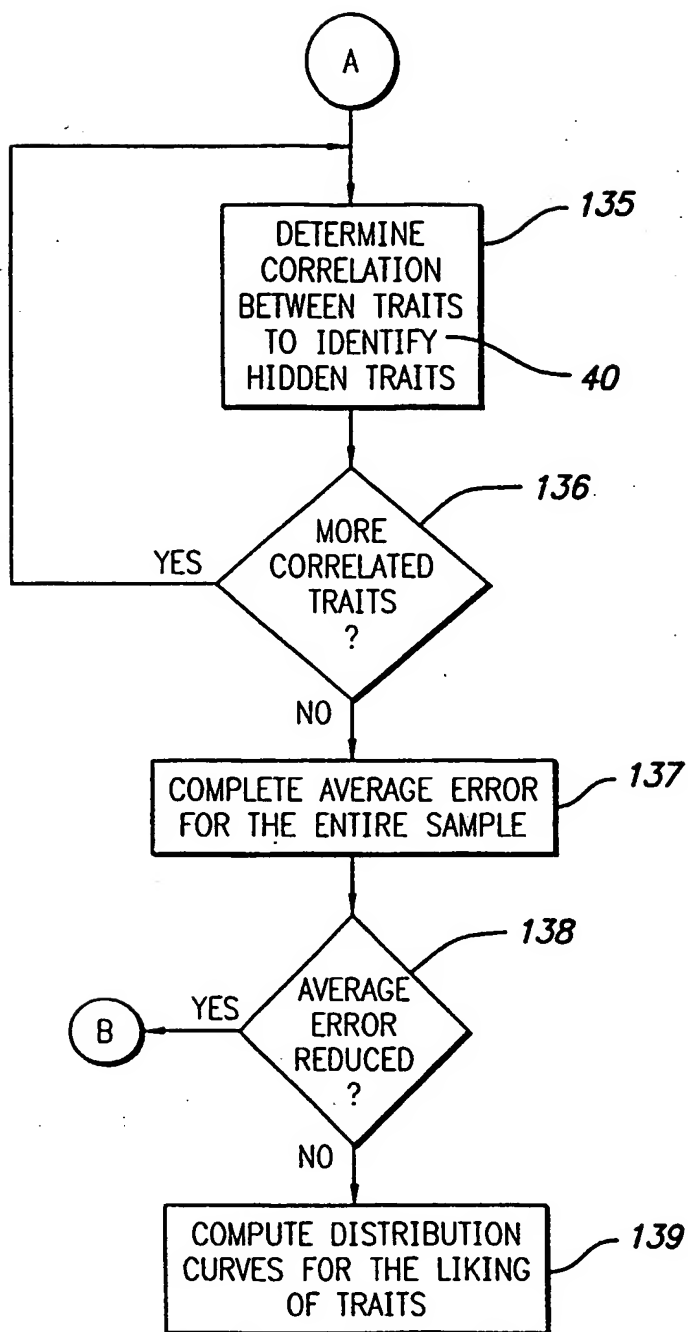 A
135
DETERMINE
CORRELATION
BETWEEN TRAITS
TO IDENTIFY
HIDDEN TRAITS
40
136
MORE
CORRELATED
TRAITS
?
YES
NO
137
COMPLETE AVERAGE ERROR
FOR THE ENTIRE SAMPLE
138
AVERAGE
ERROR
REDUCED
?
YES
B
NO
139
COMPUTE DISTRIBUTION
CURVES FOR THE LIKING
OF TRAITS